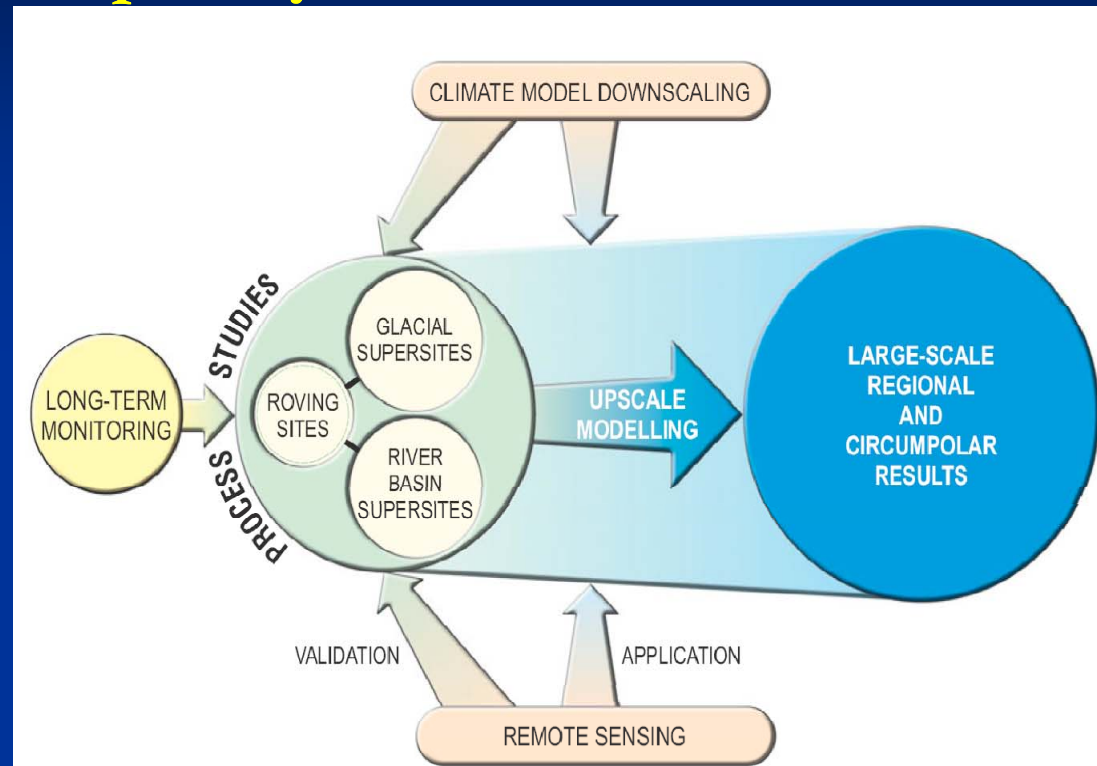 CLIMATE MODEL DOWNSCALING
LONG-TERM
MONITORING
PROCESS STUDIES
GLACIAL
SUPERSITES
ROVING
SITES
RIVER
BASIN
SUPERSITES
UPSCALE
MODELLING
LARGE-SCALE
REGIONAL
AND
CIRCUMPOLAR
RESULTS
VALIDATION
APPLICATION
REMOTE SENSING